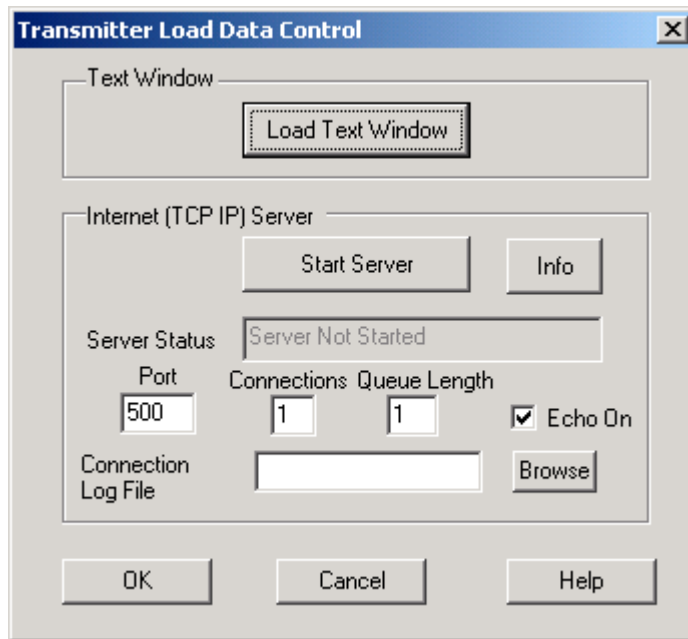 Transmitter Load Data Control
Text Window
Load Text Window
Internet (TCP IP) Server
Start Server
Info
Server Status
Server Not Started
Port
Connections
Queue Length
500
1
1
Echo On
Connection
Log File
Browse
OK
Cancel
Help